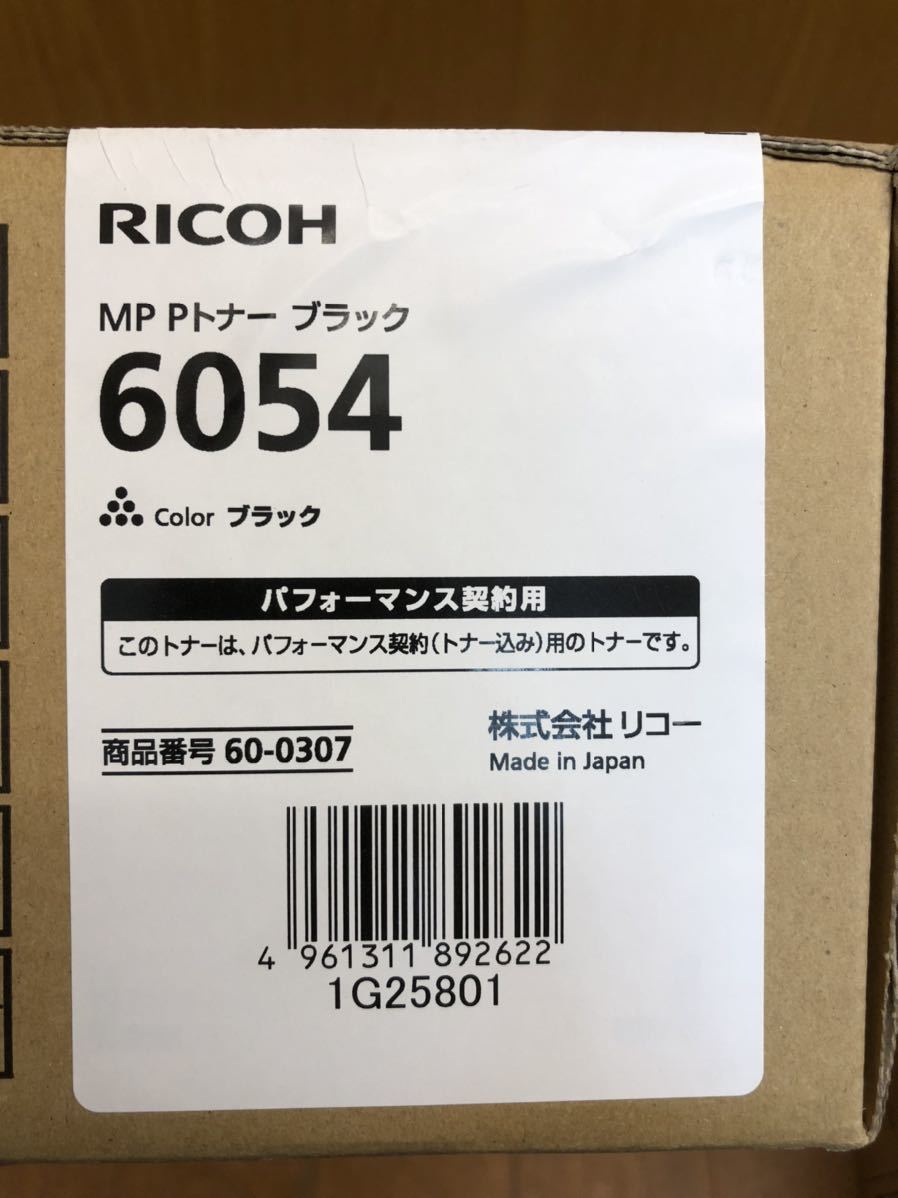 RICOH
MP Pトナー ブラック
6054
Color ブラック
パフォーマンス契約用
このトナーは、パフォーマンス契約(トナー込み)用のトナーです。
株式会社リコー
商品番号 60-0307
Made in Japan
4 961311 892622
1G25801